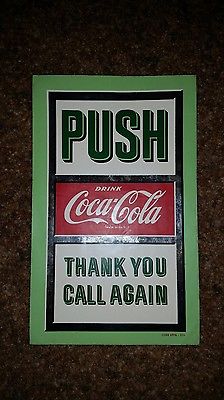 PUSH
DRINK
Coca-Cola
THANK YOU
CALL AGAIN